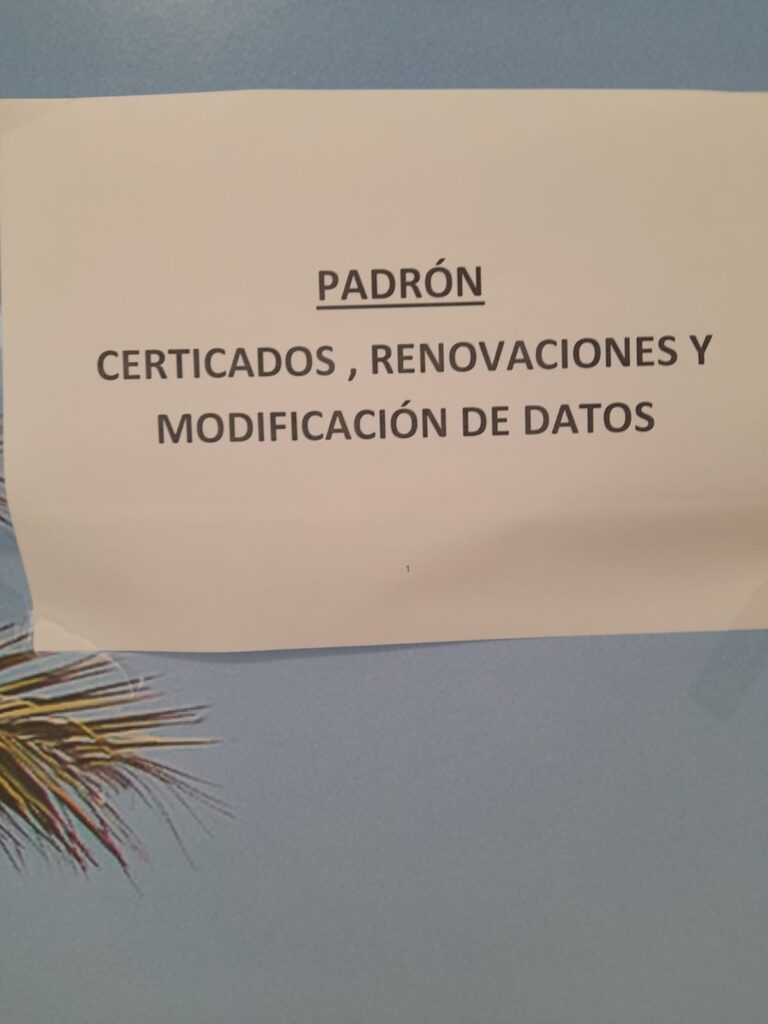 PADRÓN
CERTICADOS , RENOVACIONES Y
MODIFICACIÓN DE DATOS
1